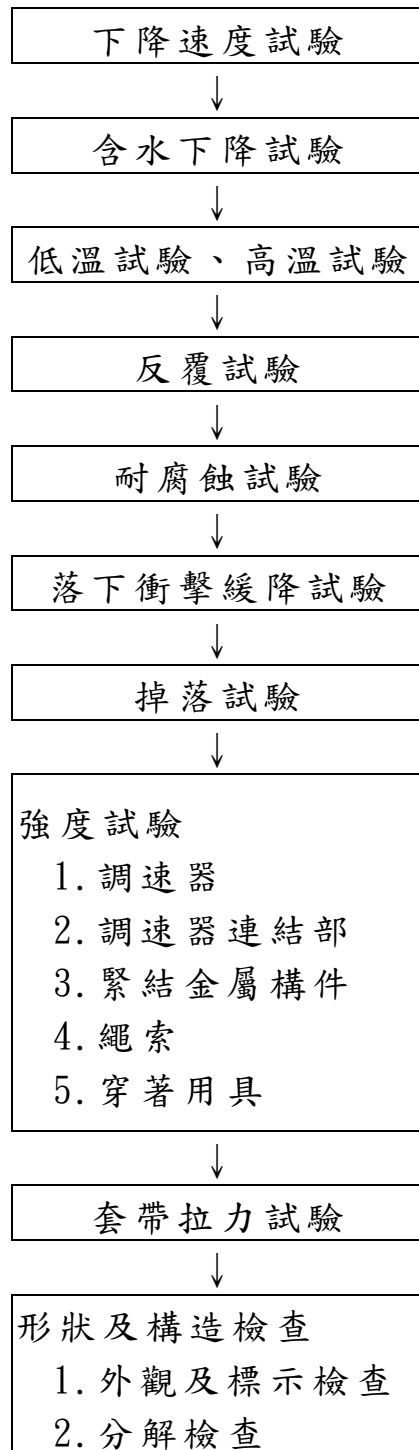 下降速度試驗
↓
含水下降試驗
↓
低溫試驗、高溫試驗
↓
反覆試驗
↓
耐腐蝕試驗
↓
落下衝擊緩降試驗
↓
掉落試驗
↓
強度試驗
1.調速器
2.調速器連結部
3.緊結金屬構件
4.繩索
5.穿著用具
↓
套帶拉力試驗
↓
形狀及構造檢查
1.外觀及標示檢查
2.分解檢查